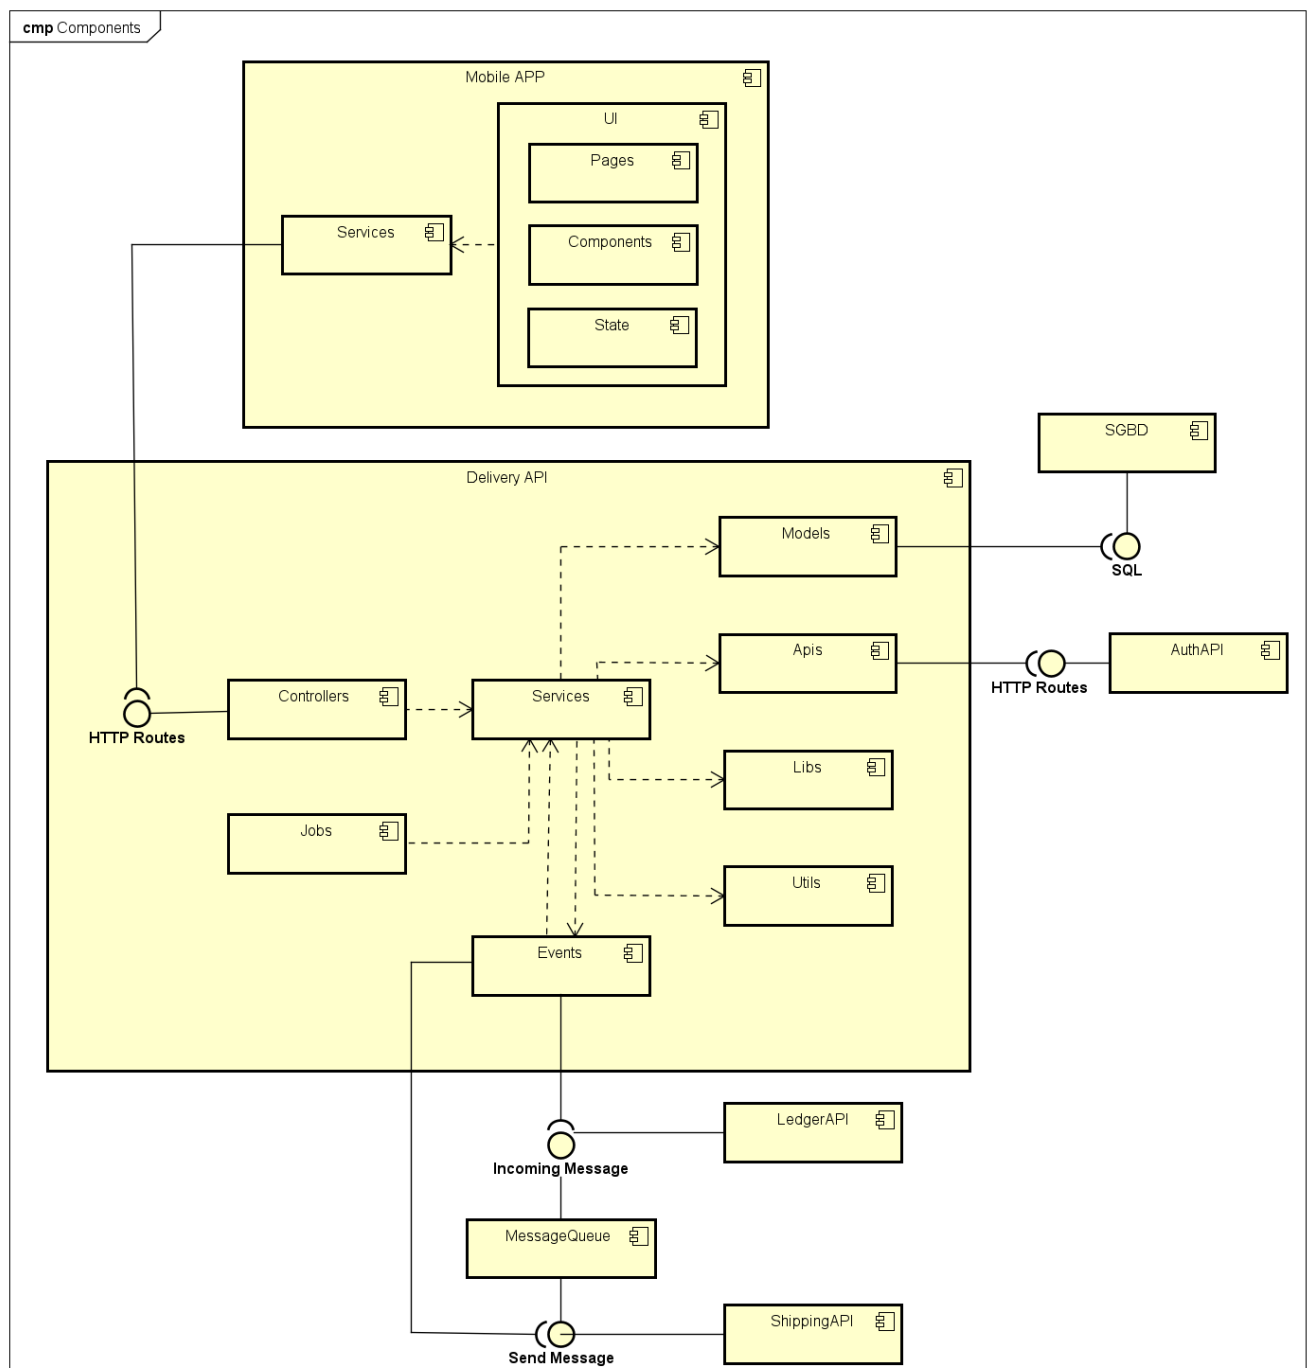 cmp Components
Mobile APP
UI
Pages
Services
Components
State
SGBD
Delivery API
Models
SQL
Apis
AuthAPI
HTTP Routes
Controllers
Services
HTTP Routes
Libs
Jobs
Utils
Events
LedgerAPI
Incoming Message
MessageQueue
ShippingAPI
Send Message